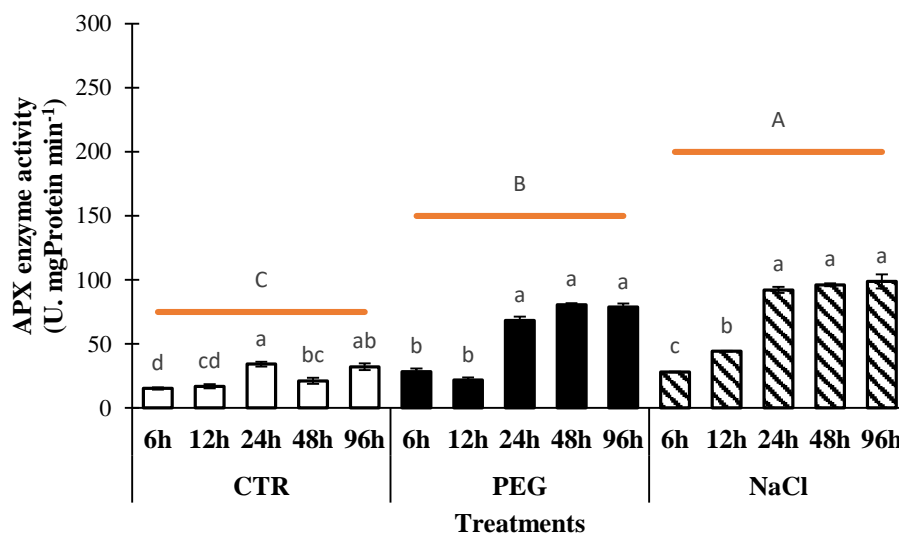 APX enzyme activity
(U. mgProtein min⁻¹)
300
250
200
150
100
50
0
A
B
C
d cd a bc ab b b a a a c b a a a
6h 12h 24h 48h 96h 6h 12h 24h 48h 96h 6h 12h 24h 48h 96h
CTR PEG NaCl
Treatments